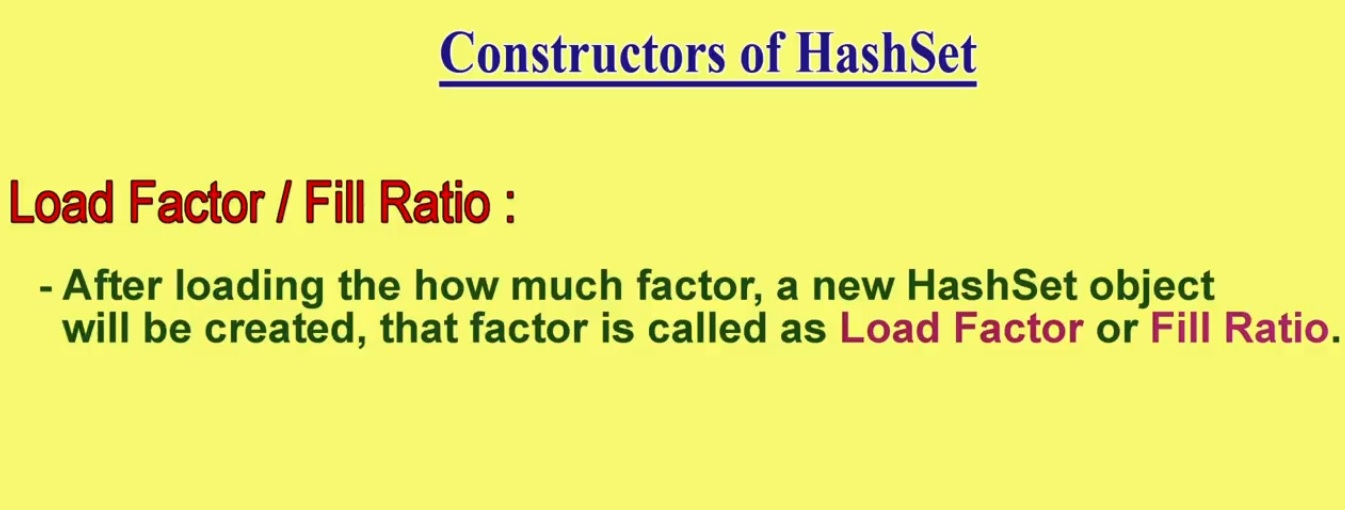 Constructors of HashSet
Load Factor / Fill Ratio :
- After loading the how much factor, a new HashSet object
will be created, that factor is called as Load Factor or Fill Ratio.